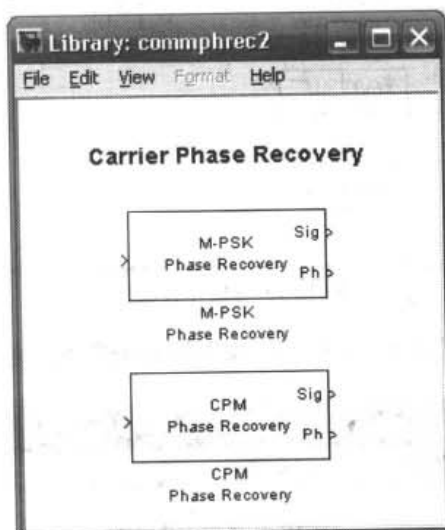 Library: commphrec2
File Edit View Format Help
Carrier Phase Recovery
M-PSK
Phase Recovery
Sig
Ph
M-PSK
Phase Recovery
CPM
Phase Recovery
Sig
Ph
CPM
Phase Recovery